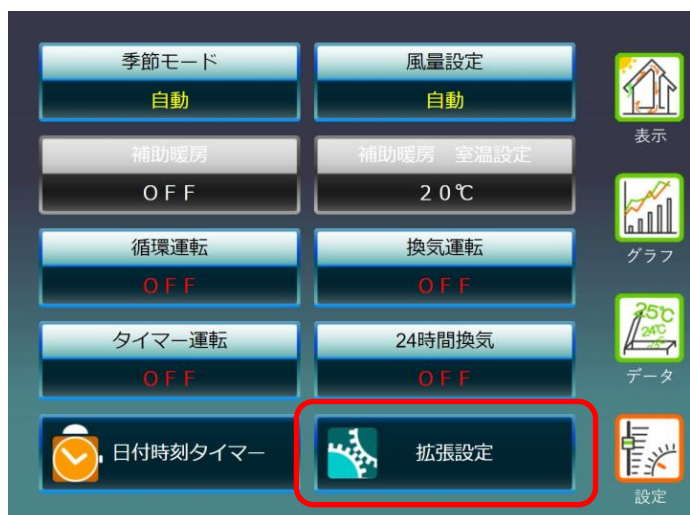 季節モード
風量設定
自動
自動
補助暖房
補助暖房 室温設定
OFF
20℃
循環運転
換気運転
OFF
OFF
タイマー運転
24時間換気
OFF
OFF
日付時刻タイマー
拡張設定
表示
グラフ
25℃
24℃
データ
設定